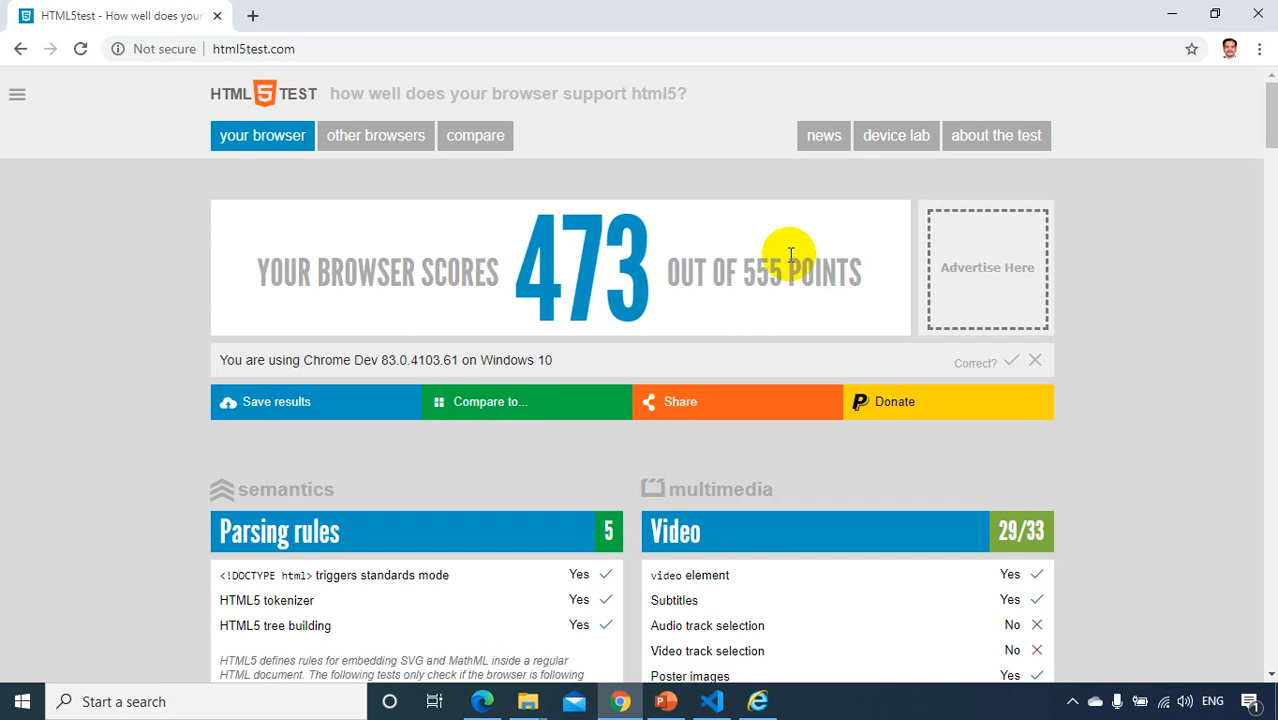 HTML5test - How well does your
Not secure
html5test.com
HTML 5 TEST how well does your browser support html5?
your browser
other browsers
compare
news
device lab
about the test
YOUR BROWSER SCORES 473 OUT OF 555 POINTS
Advertise Here
You are using Chrome Dev 83.0.4103.61 on Windows 10
Correct?
Save results
Compare to...
Share
Donate
semantics
Parsing rules 5
<!DOCTYPE html> triggers standards mode Yes
HTML5 tokenizer Yes
HTML5 tree building Yes
HTML5 defines rules for embedding SVG and MathML inside a regular
HTML document. The following tests only check if the browser is following
multimedia
Video 29/33
video element Yes
Subtitles Yes
Audio track selection No
Video track selection No
Poster images Yes
Start a search
ENG
1